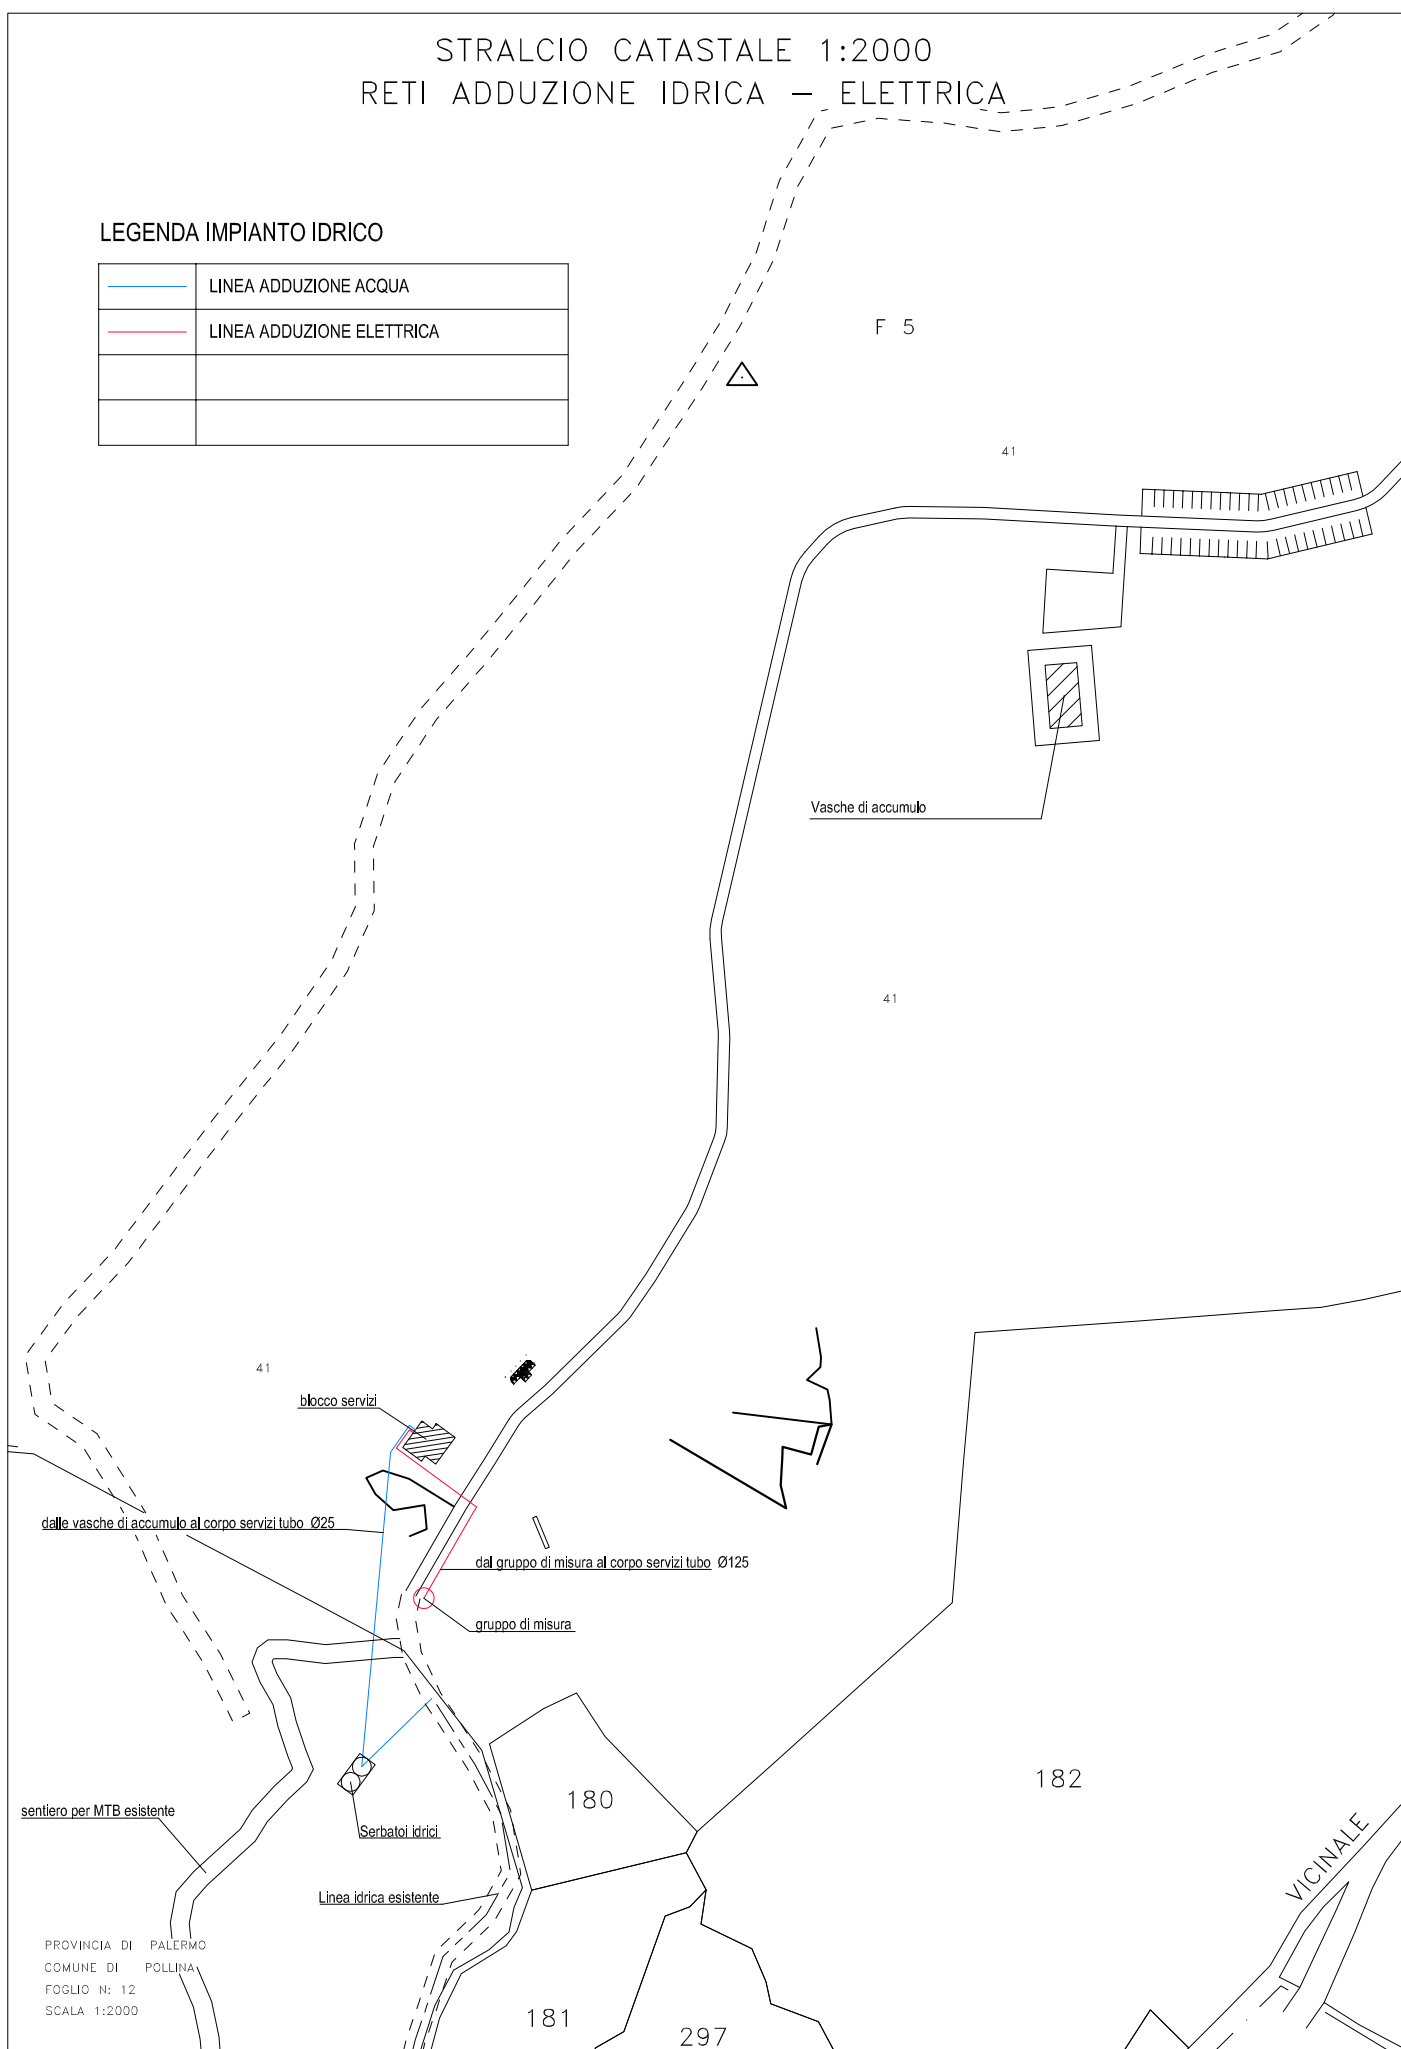 STRALCIO CATASTALE 1:2000
RETI ADDUZIONE IDRICA – ELETTRICA
LEGENDA IMPIANTO IDRICO
LINEA ADDUZIONE ACQUA
LINEA ADDUZIONE ELETTRICA
F 5
41
Vasche di accumulo
41
41
blocco servizi
dalle vasche di accumulo al corpo servizi tubo Ø25
dal gruppo di misura al corpo servizi tubo Ø125
gruppo di misura
180
182
sentiero per MTB esistente
Serbatoi idrici
VICINALE
Linea idrica esistente
PROVINCIA DI PALERMO
COMUNE DI POLLINA
FOGLIO N: 12
SCALA 1:2000
181
297